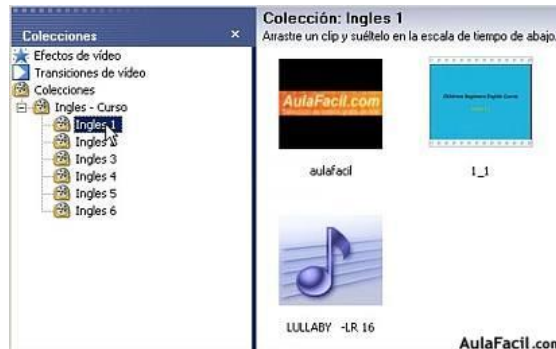 Colecciones
Efectos de vídeo
Transiciones de vídeo
Colecciones
Ingles - Curso
Ingles 1
Ingles
Ingles 3
Ingles 4
Ingles 5
Ingles 6
Colección: Ingles 1
Arrastre un clip y suéltelo en la escala de tiempo de abajo.
AulaFacil.com
aulafacil
1_1
LULLABY -LR 16
AulaFacil.com